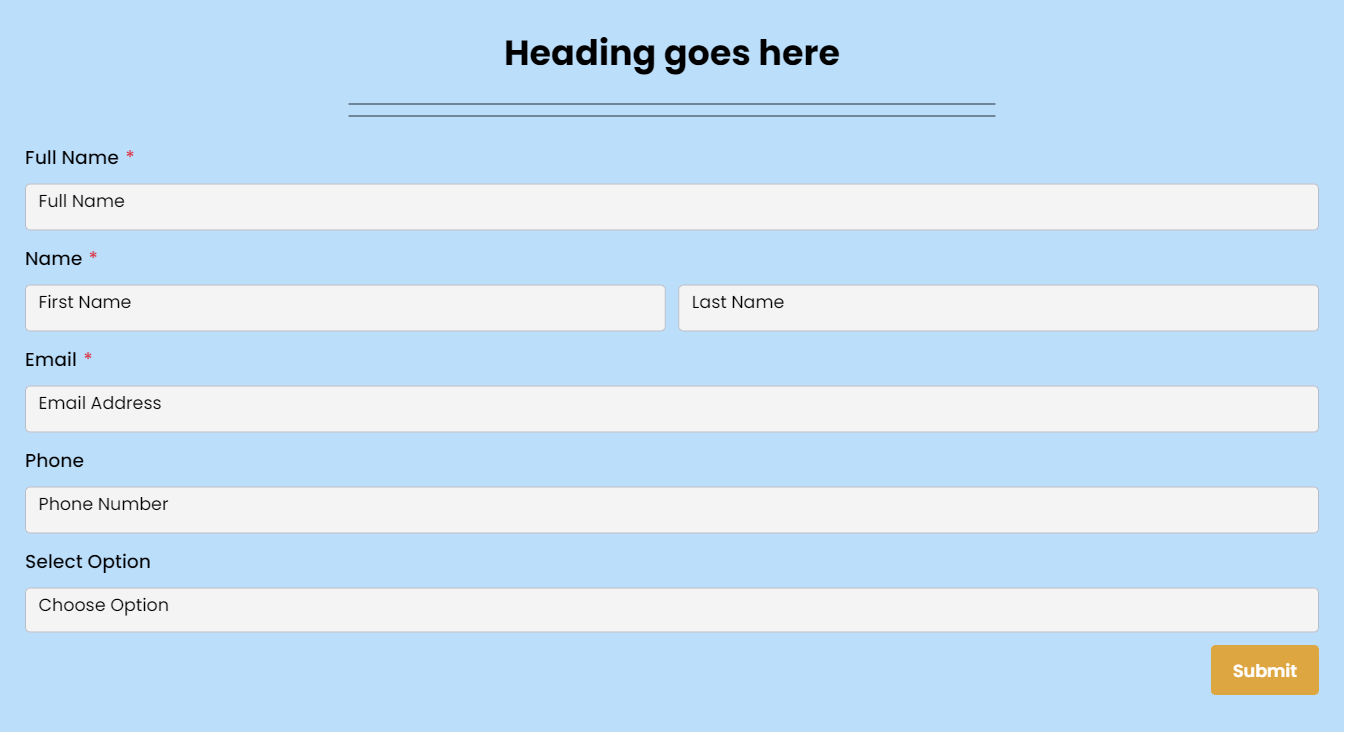 Heading goes here
Full Name *
Full Name
Name *
First Name Last Name
Email *
Email Address
Phone
Phone Number
Select Option
Choose Option
Submit